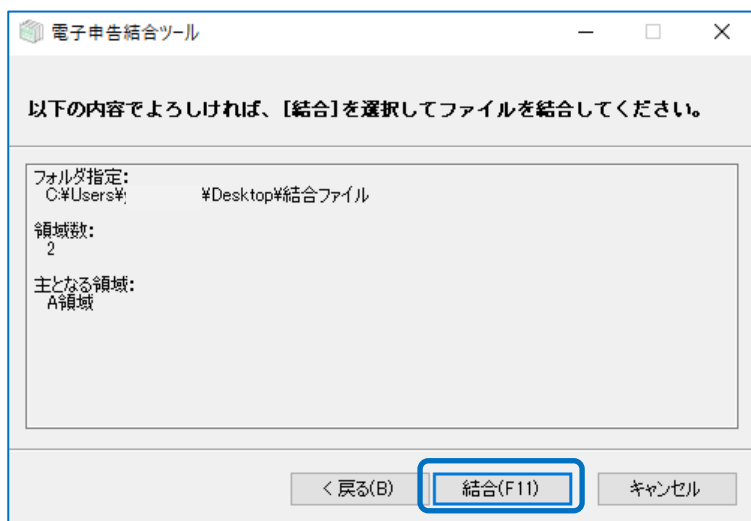 電子申告結合ツール
以下の内容でよろしければ、[結合]を選択してファイルを結合してください。
フォルダ指定:
C:¥Users¥ ¥Desktop¥結合ファイル
領域数:
2
主となる領域:
A領域
< 戻る(B)
結合(F11)
キャンセル